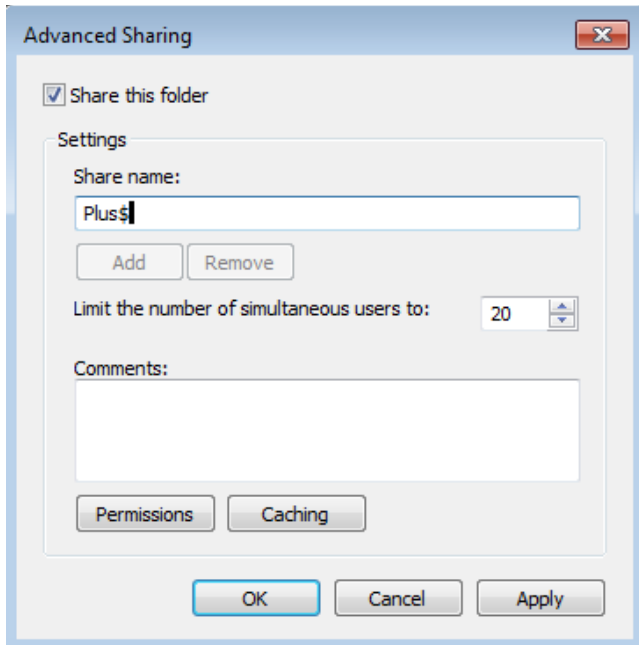 Advanced Sharing
Share this folder
Settings
Share name:
Plus$
Add Remove
Limit the number of simultaneous users to: 20
Comments:
Permissions Caching
OK Cancel Apply